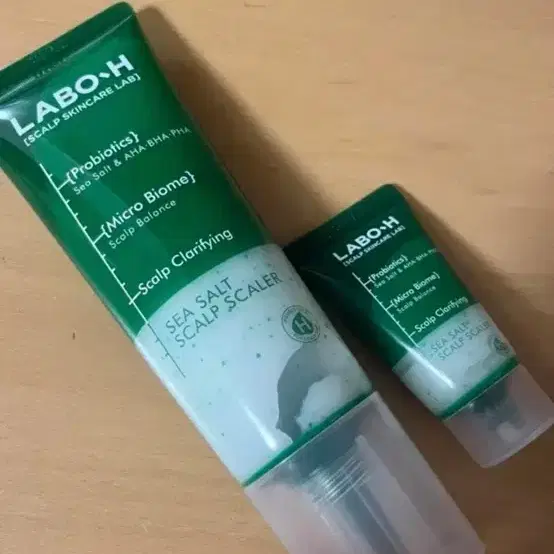 LABO-H
[SCALP SKINCARE LAB]
{Probiotics}
Sea Salt & AHA·BHA·PHA
{Micro Biome}
Scalp Balance
Scalp Clarifying
SEA SALT
SCALP SCALER
H
LABO-H
[SCALP SKINCARE LAB]
{Probiotics}
Sea Salt & AHA·BHA·PHA
{Micro Biome}
Scalp Balance
Scalp Clarifying
SEA SALT
SCALP SCALER